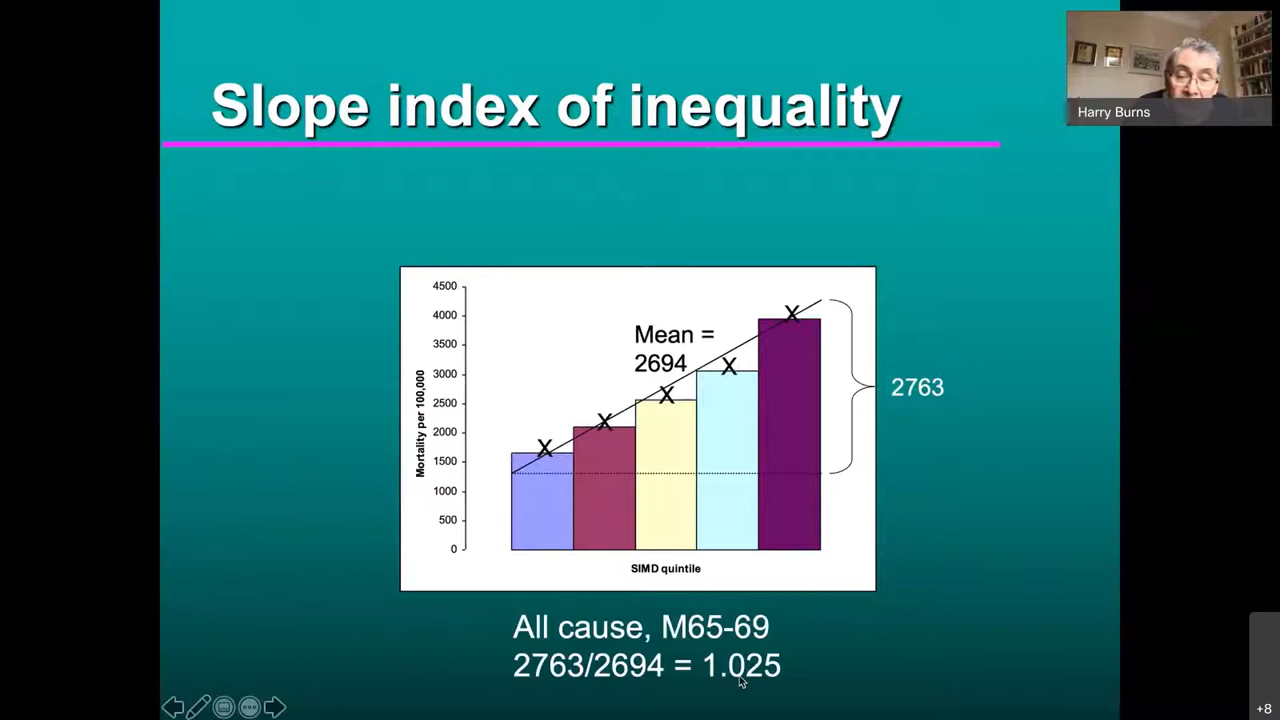 Slope index of inequality
Harry Burns
4500
4000
3500
3000
2500
2000
1500
1000
500
0
Mortality per 100,000
Mean =
2694
X
X
X
X
X
2763
SIMD quintile
All cause, M65-69
2763/2694 = 1.025
+8